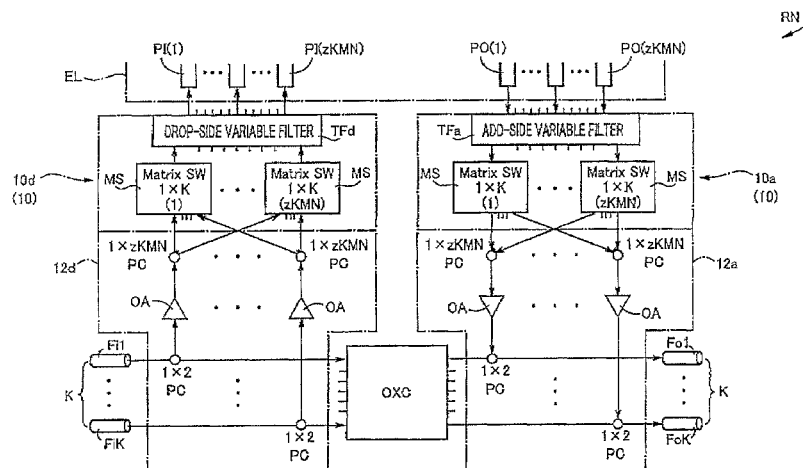 RN
PI(1) PI(zKMN) PO(1) PO(zKMN)
EL
DROP-SIDE VARIABLE FILTER TFd TFa ADD-SIDE VARIABLE FILTER
10d (10) MS Matrix SW 1×K (1) Matrix SW 1×K (zKMN) MS
MS Matrix SW 1×K (1) Matrix SW 1×K (zKMN) MS 10a (10)
12d 1×zKMN PC 1×zKMN PC 1×zKMN PC 1×zKMN PC 12a
OA OA OA OA
Fi1 1×2 PC OXC 1×2 PC Fo1
K K
FiK 1×2 PC 1×2 PC FoK